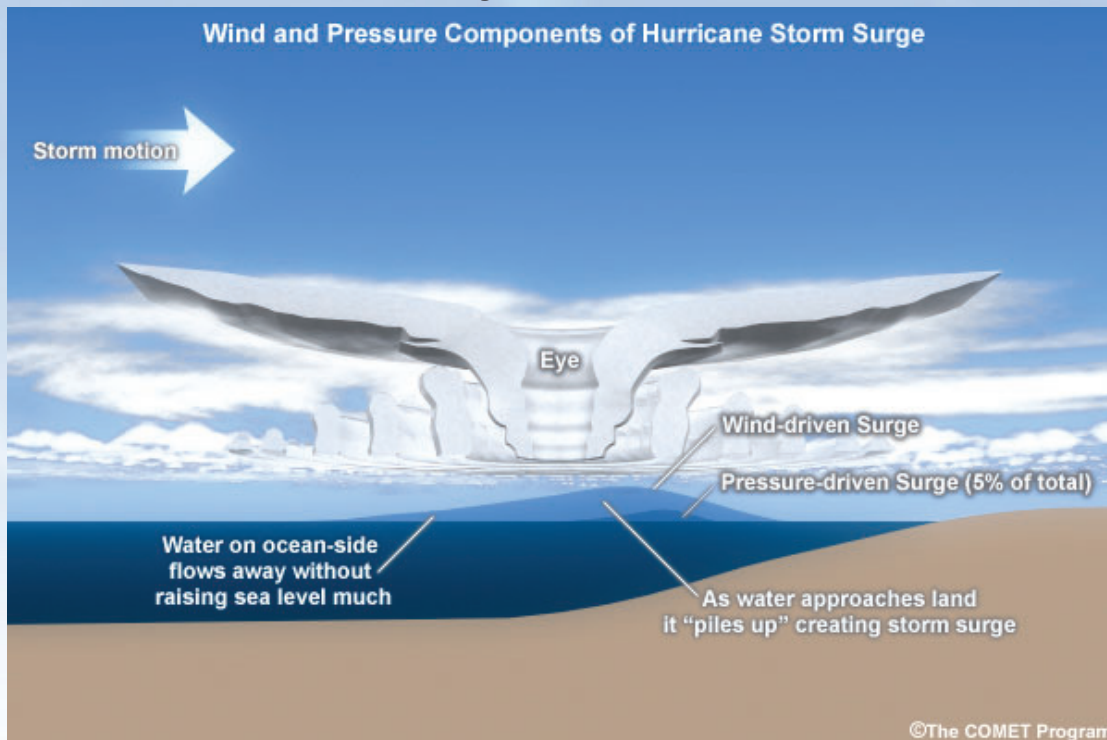 Wind and Pressure Components of Hurricane Storm Surge
Storm motion
Eye
Wind-driven Surge
Pressure-driven Surge (5% of total)
Water on ocean-side
flows away without
raising sea level much
As water approaches land
it “piles up” creating storm surge
©The COMET Program